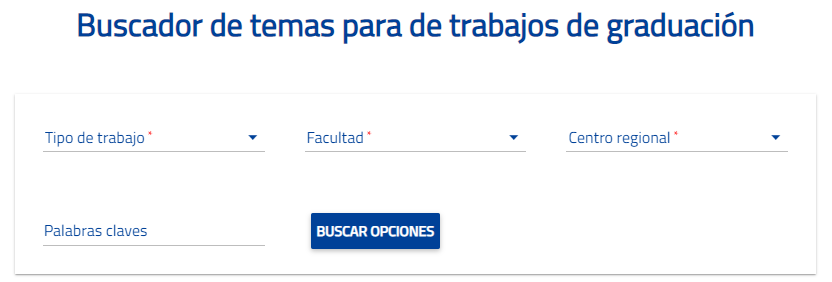 Buscador de temas para de trabajos de graduación
Tipo de trabajo * Facultad * Centro regional *
Palabras claves BUSCAR OPCIONES